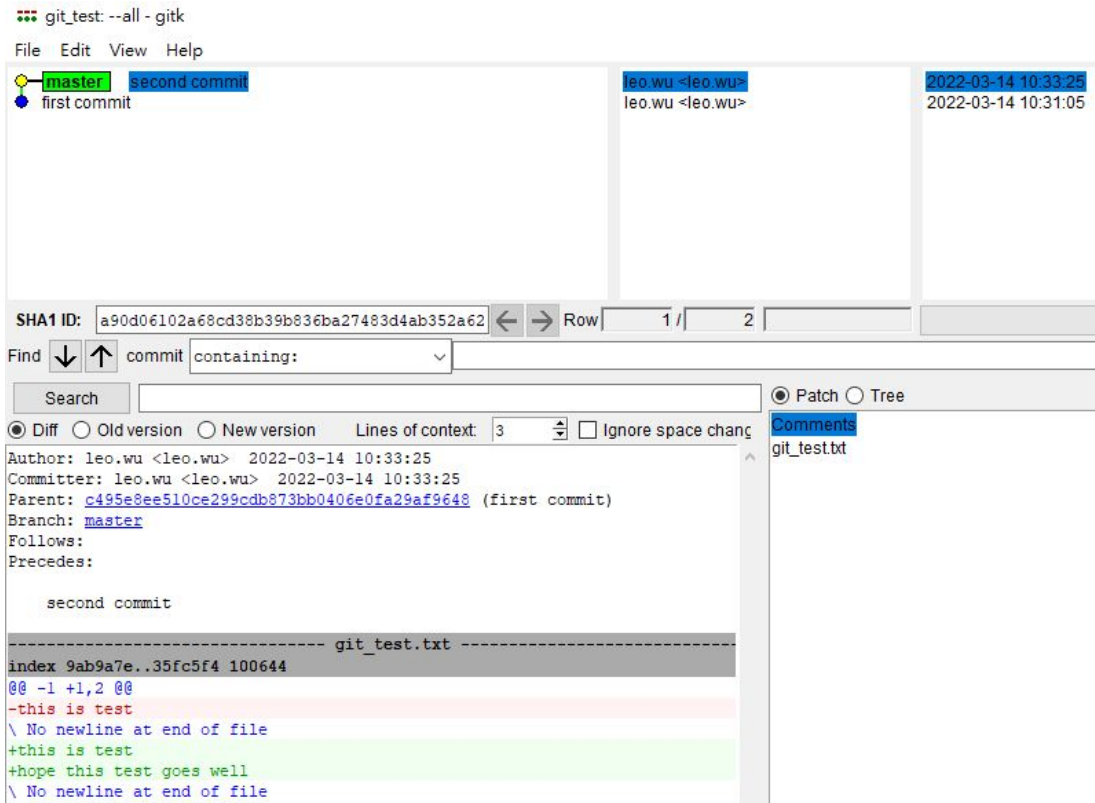 git_test: --all - gitk
File Edit View Help
master second commit leo.wu <leo.wu> 2022-03-14 10:33:25
first commit leo.wu <leo.wu> 2022-03-14 10:31:05
SHA1 ID: a90d06102a68cd38b39b836ba27483d4ab352a62 Row 1 / 2
Find commit containing:
Search Patch Tree
Diff Old version New version Lines of context: 3 Ignore space chang
Comments
git_test.txt
Author: leo.wu <leo.wu> 2022-03-14 10:33:25
Committer: leo.wu <leo.wu> 2022-03-14 10:33:25
Parent: c495e8ee510ce299cdb873bb0406e0fa29af9648 (first commit)
Branch: master
Follows:
Precedes:
second commit
--------------------------------- git_test.txt -----------------------------
index 9ab9a7e..35fc5f4 100644
@@ -1 +1,2 @@
-this is test
\ No newline at end of file
+this is test
+hope this test goes well
\ No newline at end of file